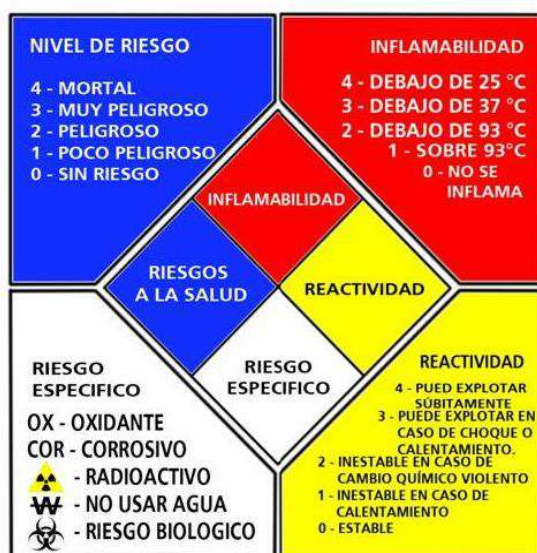 NIVEL DE RIESGO
4 - MORTAL
3 - MUY PELIGROSO
2 - PELIGROSO
1 - POCO PELIGROSO
0 - SIN RIESGO
INFLAMABILIDAD
4 - DEBAJO DE 25 °C
3 - DEBAJO DE 37 °C
2 - DEBAJO DE 93 °C
1 - SOBRE 93°C
0 - NO SE
INFLAMA
INFLAMABILIDAD
RIESGOS
A LA SALUD
REACTIVIDAD
RIESGO
ESPECIFICO
RIESGO
ESPECIFICO
OX - OXIDANTE
COR - CORROSIVO
- RADIOACTIVO
W - NO USAR AGUA
- RIESGO BIOLOGICO
REACTIVIDAD
4 - PUED EXPLOTAR
SÚBITAMENTE
3 - PUEDE EXPLOTAR EN
CASO DE CHOQUE O
CALENTAMIENTO.
2 - INESTABLE EN CASO DE
CAMBIO QUÍMICO VIOLENTO
1 - INESTABLE EN CASO DE
CALENTAMIENTO
0 - ESTABLE